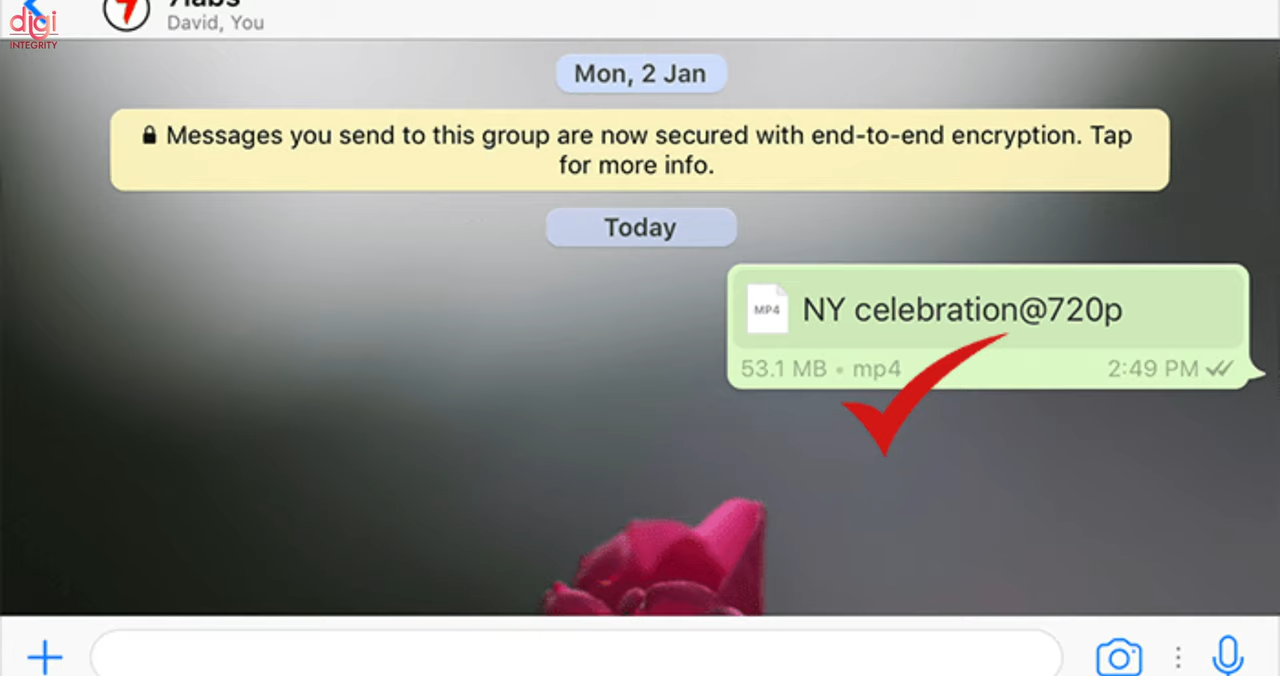 7labs
digi
David, You
INTEGRITY
Mon, 2 Jan
Messages you send to this group are now secured with end-to-end encryption. Tap
for more info.
Today
MP4
NY celebration@720p
53.1 MB • mp4
2:49 PM